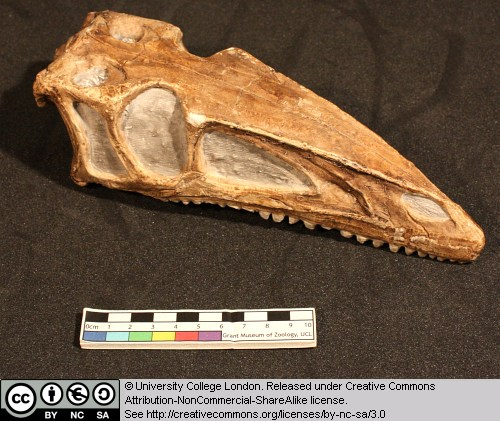 0cm 1 2 3 4 5 6 7 8 9 10
Grant Museum of Zoology, UCL
cc BY NC SA
© University College London. Released under Creative Commons
Attribution-NonCommercial-ShareAlike license.
See http://creativecommons.org/licenses/by-nc-sa/3.0